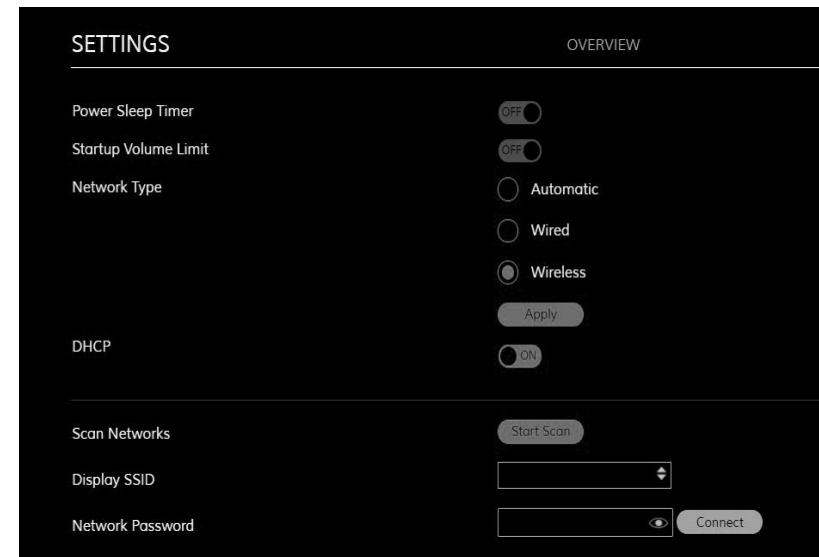 SETTINGS OVERVIEW
Power Sleep Timer OFF
Startup Volume Limit OFF
Network Type Automatic
Wired
Wireless
Apply
DHCP ON
Scan Networks Start Scan
Display SSID
Network Password Connect